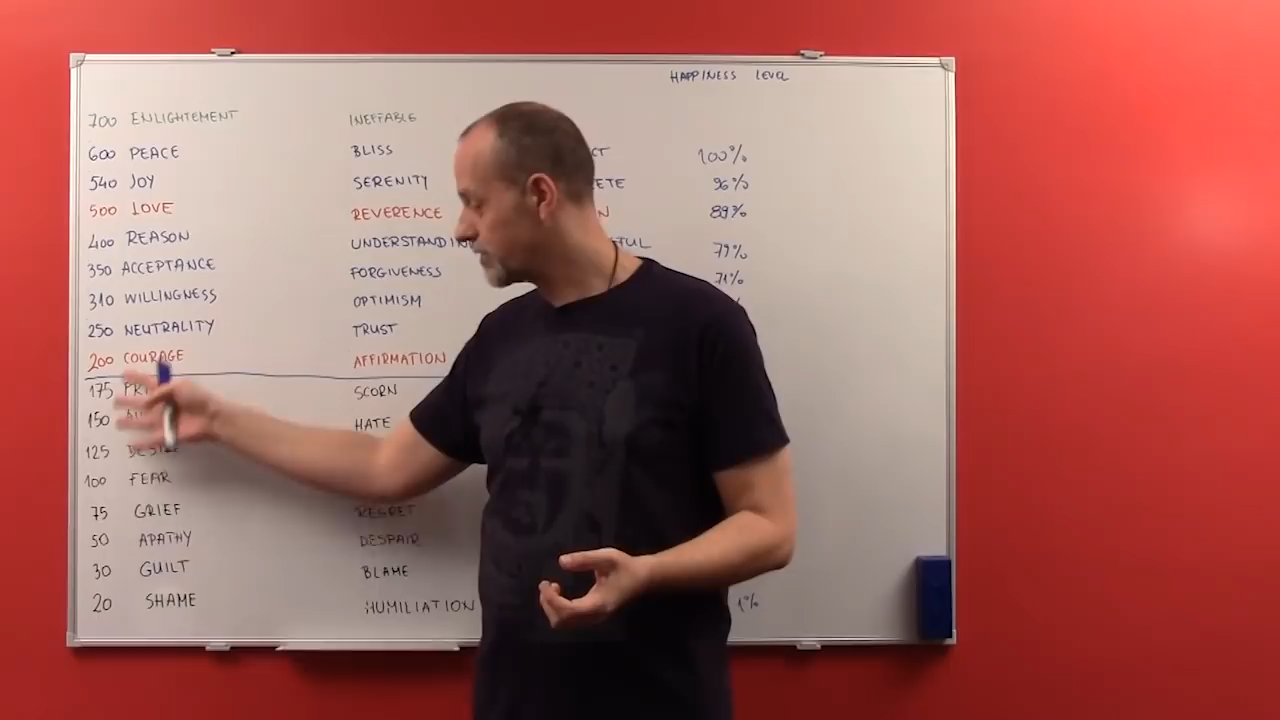 HAPPINESS LEVEL
700 ENLIGHTEMENT INEFFABLE
600 PEACE BLISS 100%
540 JOY SERENITY 96%
500 LOVE REVERENCE 89%
400 REASON 79%
350 ACCEPTANCE FORGIVENESS 71%
310 WILLINGNESS OPTIMISM
250 NEUTRALITY TRUST
200 COURAGE AFFIRMATION
175 SCORN
150 HATE
125
100 FEAR
75 GRIEF REGRET
50 APATHY DESPAIR
30 GUILT BLAME
20 SHAME HUMILIATION 1%